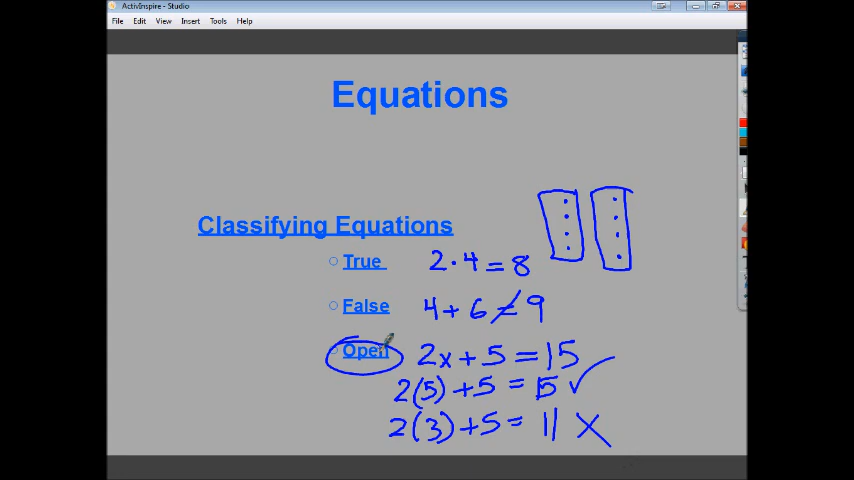 ActivInspire - Studio
File Edit View Insert Tools Help
Equations
Classifying Equations
True 2 · 4 = 8
False 4 + 6 ≠ 9
Open 2x + 5 = 15
2(5) + 5 = 15 ✓
2(3) + 5 = 11 X